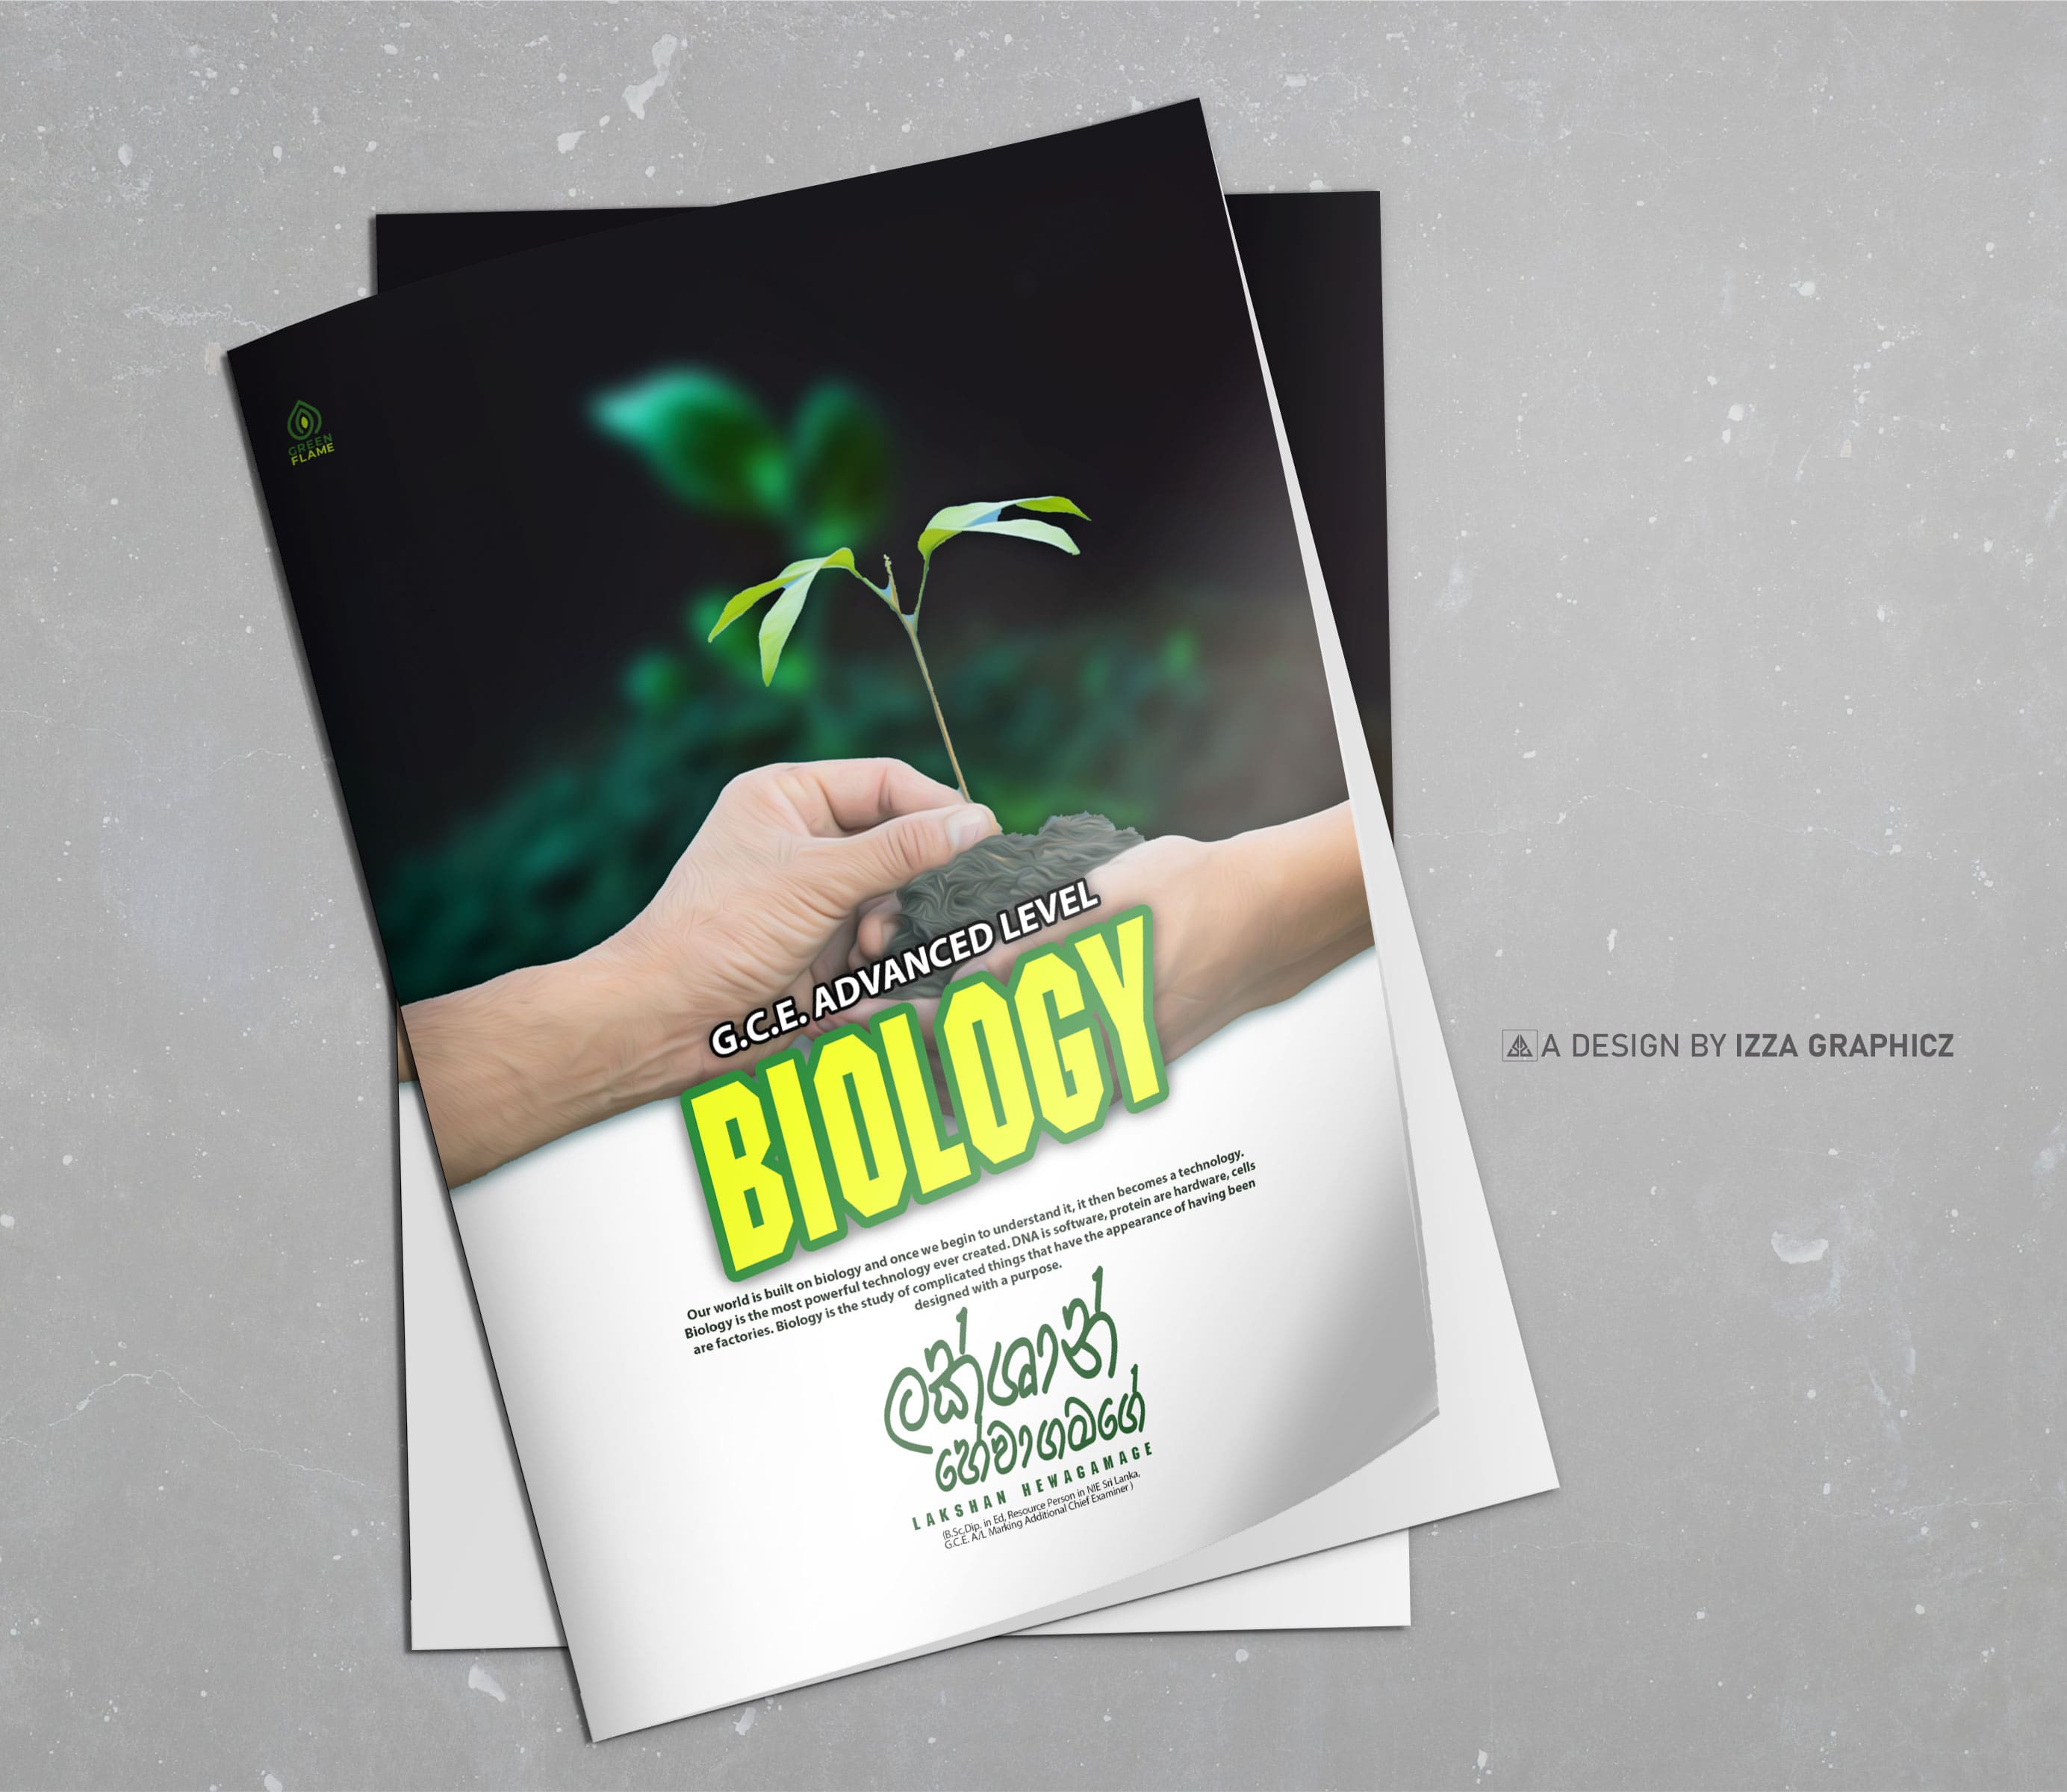 GREEN
FLAME
G.C.E. ADVANCED LEVEL
BIOLOGY
Our world is built on biology and once we begin to understand it, it then becomes a technology.
Biology is the most powerful technology ever created. DNA is software, protein are hardware, cells
are factories. Biology is the study of complicated things that have the appearance of having been
designed with a purpose.
ලක්ශාන්
හේවාගමගේ
LAKSHAN HEWAGAMAGE
(B.Sc.Dip. in Ed, Resource Person in NIE Sri Lanka,
G.C.E. A/L Marking Additional Chief Examiner )
A DESIGN BY IZZA GRAPHICZ